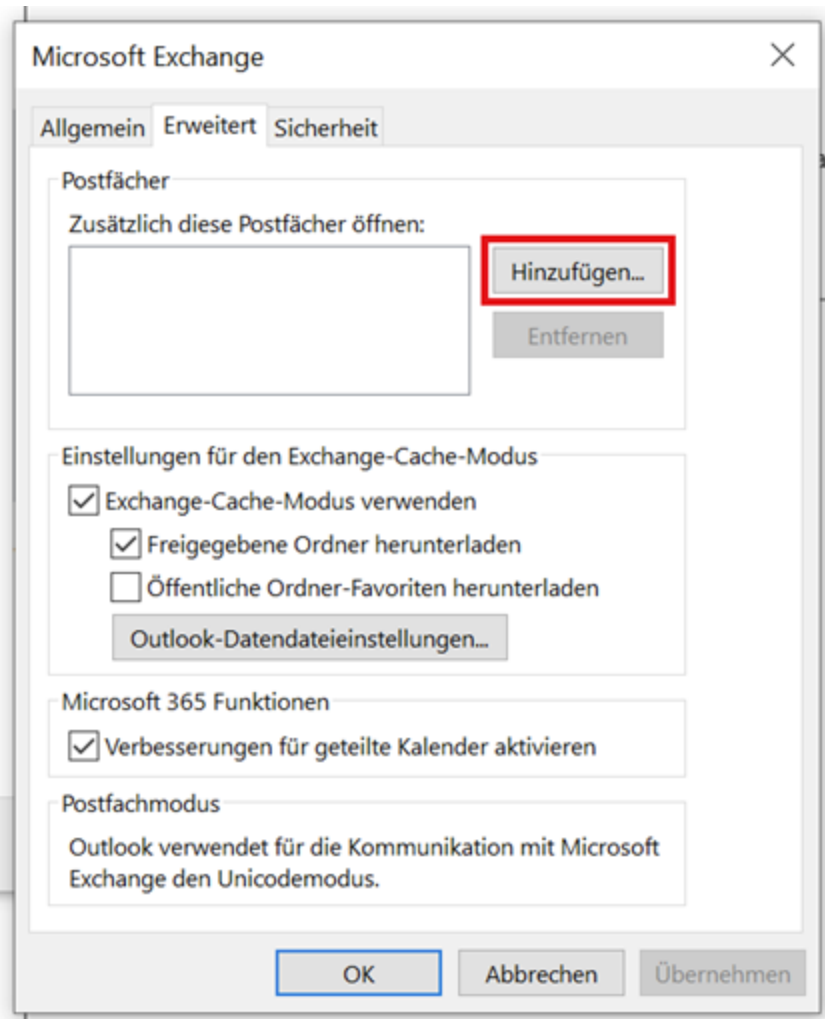 Microsoft Exchange
Allgemein Erweitert Sicherheit
Postfächer
Zusätzlich diese Postfächer öffnen:
Hinzufügen...
Entfernen
Einstellungen für den Exchange-Cache-Modus
Exchange-Cache-Modus verwenden
Freigegebene Ordner herunterladen
Öffentliche Ordner-Favoriten herunterladen
Outlook-Datendateieinstellungen...
Microsoft 365 Funktionen
Verbesserungen für geteilte Kalender aktivieren
Postfachmodus
Outlook verwendet für die Kommunikation mit Microsoft
Exchange den Unicodemodus.
OK Abbrechen Übernehmen